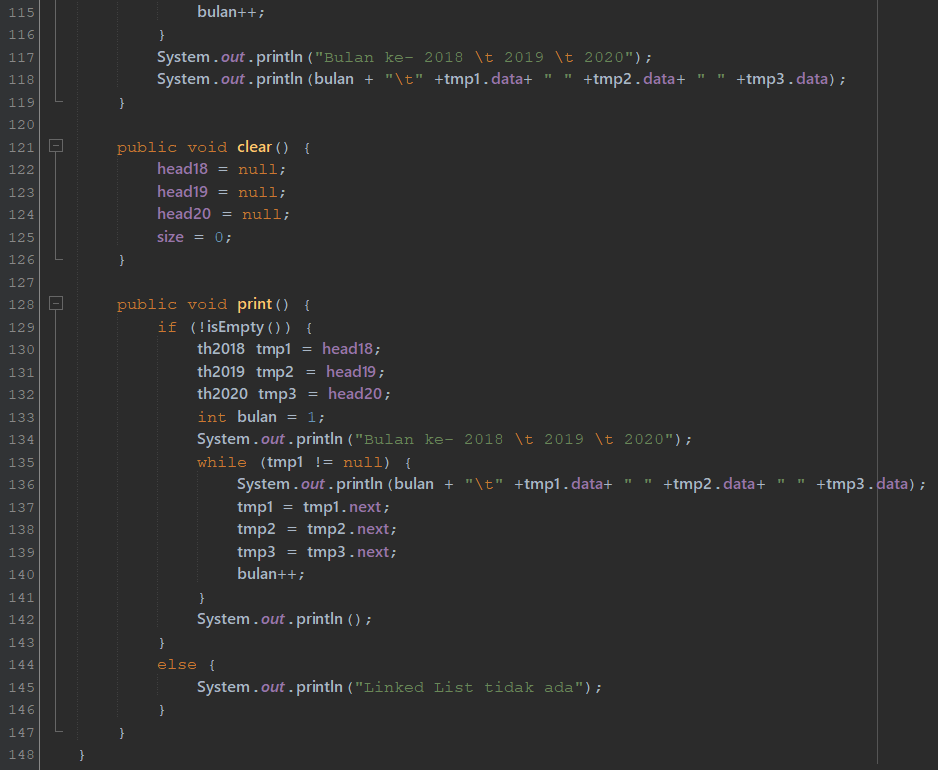 115 bulan++;
116 }
117 System.out.println("Bulan ke- 2018 \t 2019 \t 2020");
118 System.out.println(bulan + "\t" +tmp1.data+ " " +tmp2.data+ " " +tmp3.data);
119 }
120
121 public void clear() {
122 head18 = null;
123 head19 = null;
124 head20 = null;
125 size = 0;
126 }
127
128 public void print() {
129 if (!isEmpty()) {
130 th2018 tmp1 = head18;
131 th2019 tmp2 = head19;
132 th2020 tmp3 = head20;
133 int bulan = 1;
134 System.out.println("Bulan ke- 2018 \t 2019 \t 2020");
135 while (tmp1 != null) {
136 System.out.println(bulan + "\t" +tmp1.data+ " " +tmp2.data+ " " +tmp3.data);
137 tmp1 = tmp1.next;
138 tmp2 = tmp2.next;
139 tmp3 = tmp3.next;
140 bulan++;
141 }
142 System.out.println();
143 }
144 else {
145 System.out.println("Linked List tidak ada");
146 }
147 }
148 }